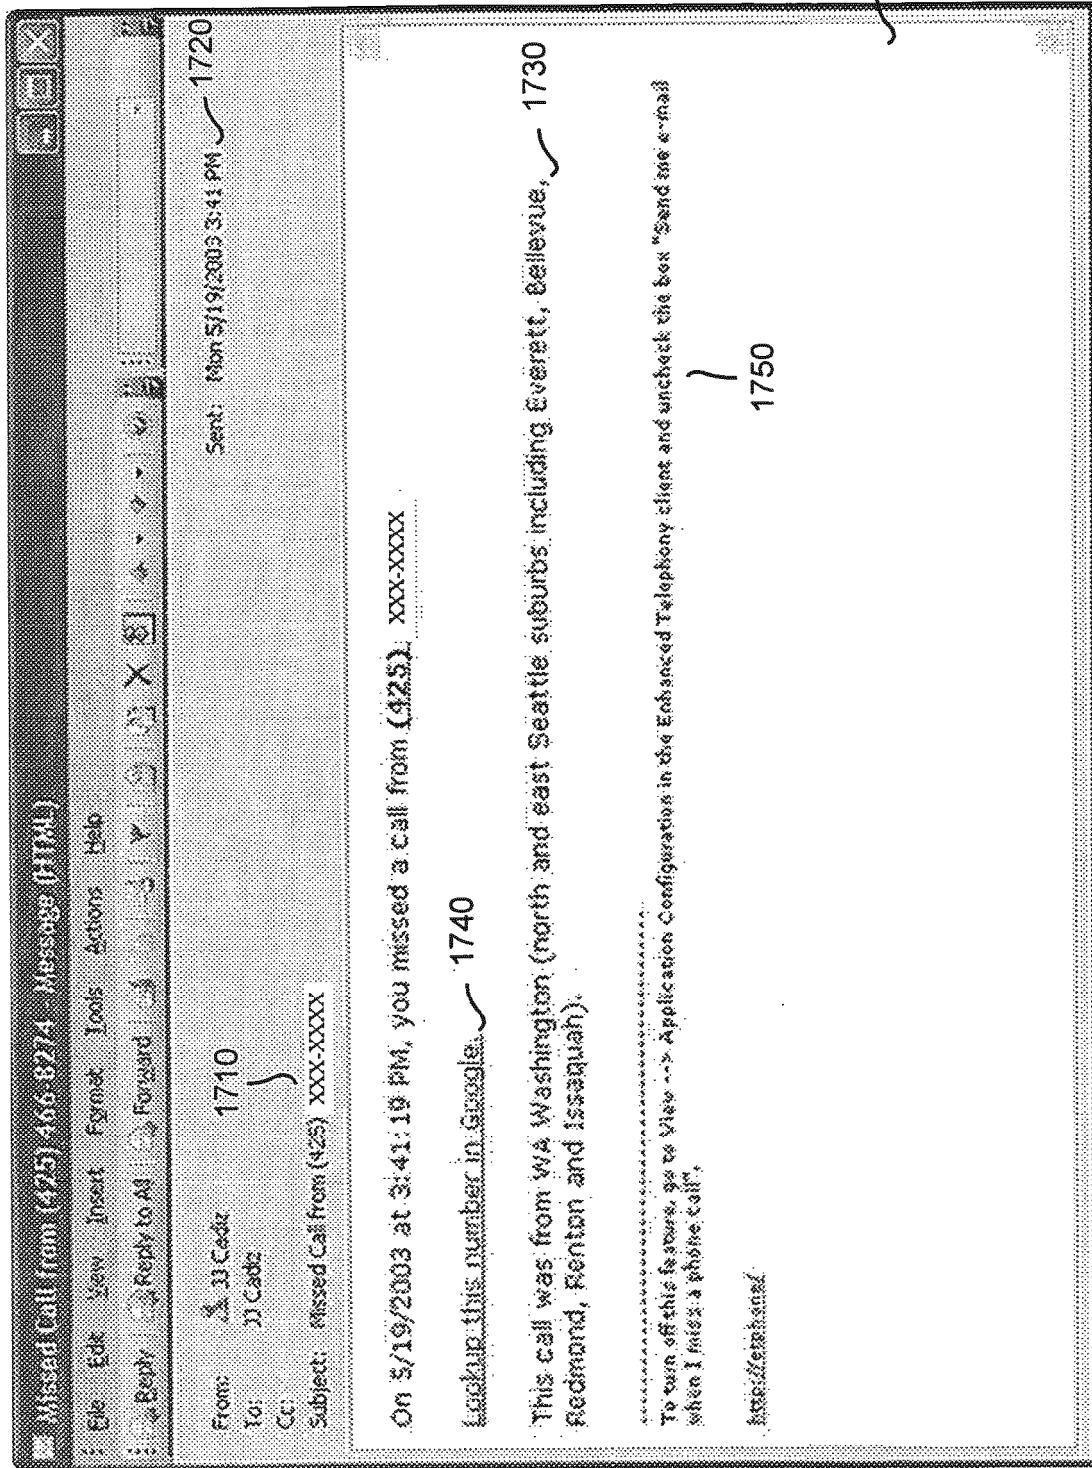 Missed Call from (425) 466-8274 - Message (HTML)
File Edit View Insert Format Tools Actions Help
Reply Reply to All Forward
From: JJ Cadiz 1710
Sent: Mon 5/19/2003 3:41 PM 1720
To: JJ Cadiz
Cc:
Subject: Missed Call from (425) XXX-XXXX
On 5/19/2003 at 3:41:19 PM, you missed a call from (425) XXX-XXXX
Lookup this number in Google. 1740
This call was from WA Washington (north and east Seattle suburbs including Everett, Bellevue, 1730
Redmond, Renton and Issaquah).
To turn off this feature, go to View --> Application Configuration in the Enhanced Telephony client and uncheck the box "Send me e-mail
when I miss a phone call".
1750
http://etphone/